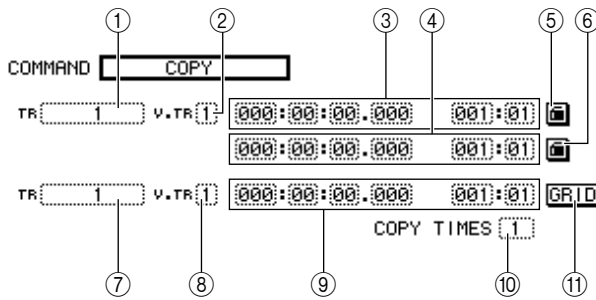 ① ② ③ ④ ⑤ ⑥
COMMAND COPY
TR 1 V.TR 1 000:00:00.000 001:01
000:00:00.000 001:01
TR 1 V.TR 1 000:00:00.000 001:01 GRID
COPY TIMES 1
⑦ ⑧ ⑨ ⑩ ⑪